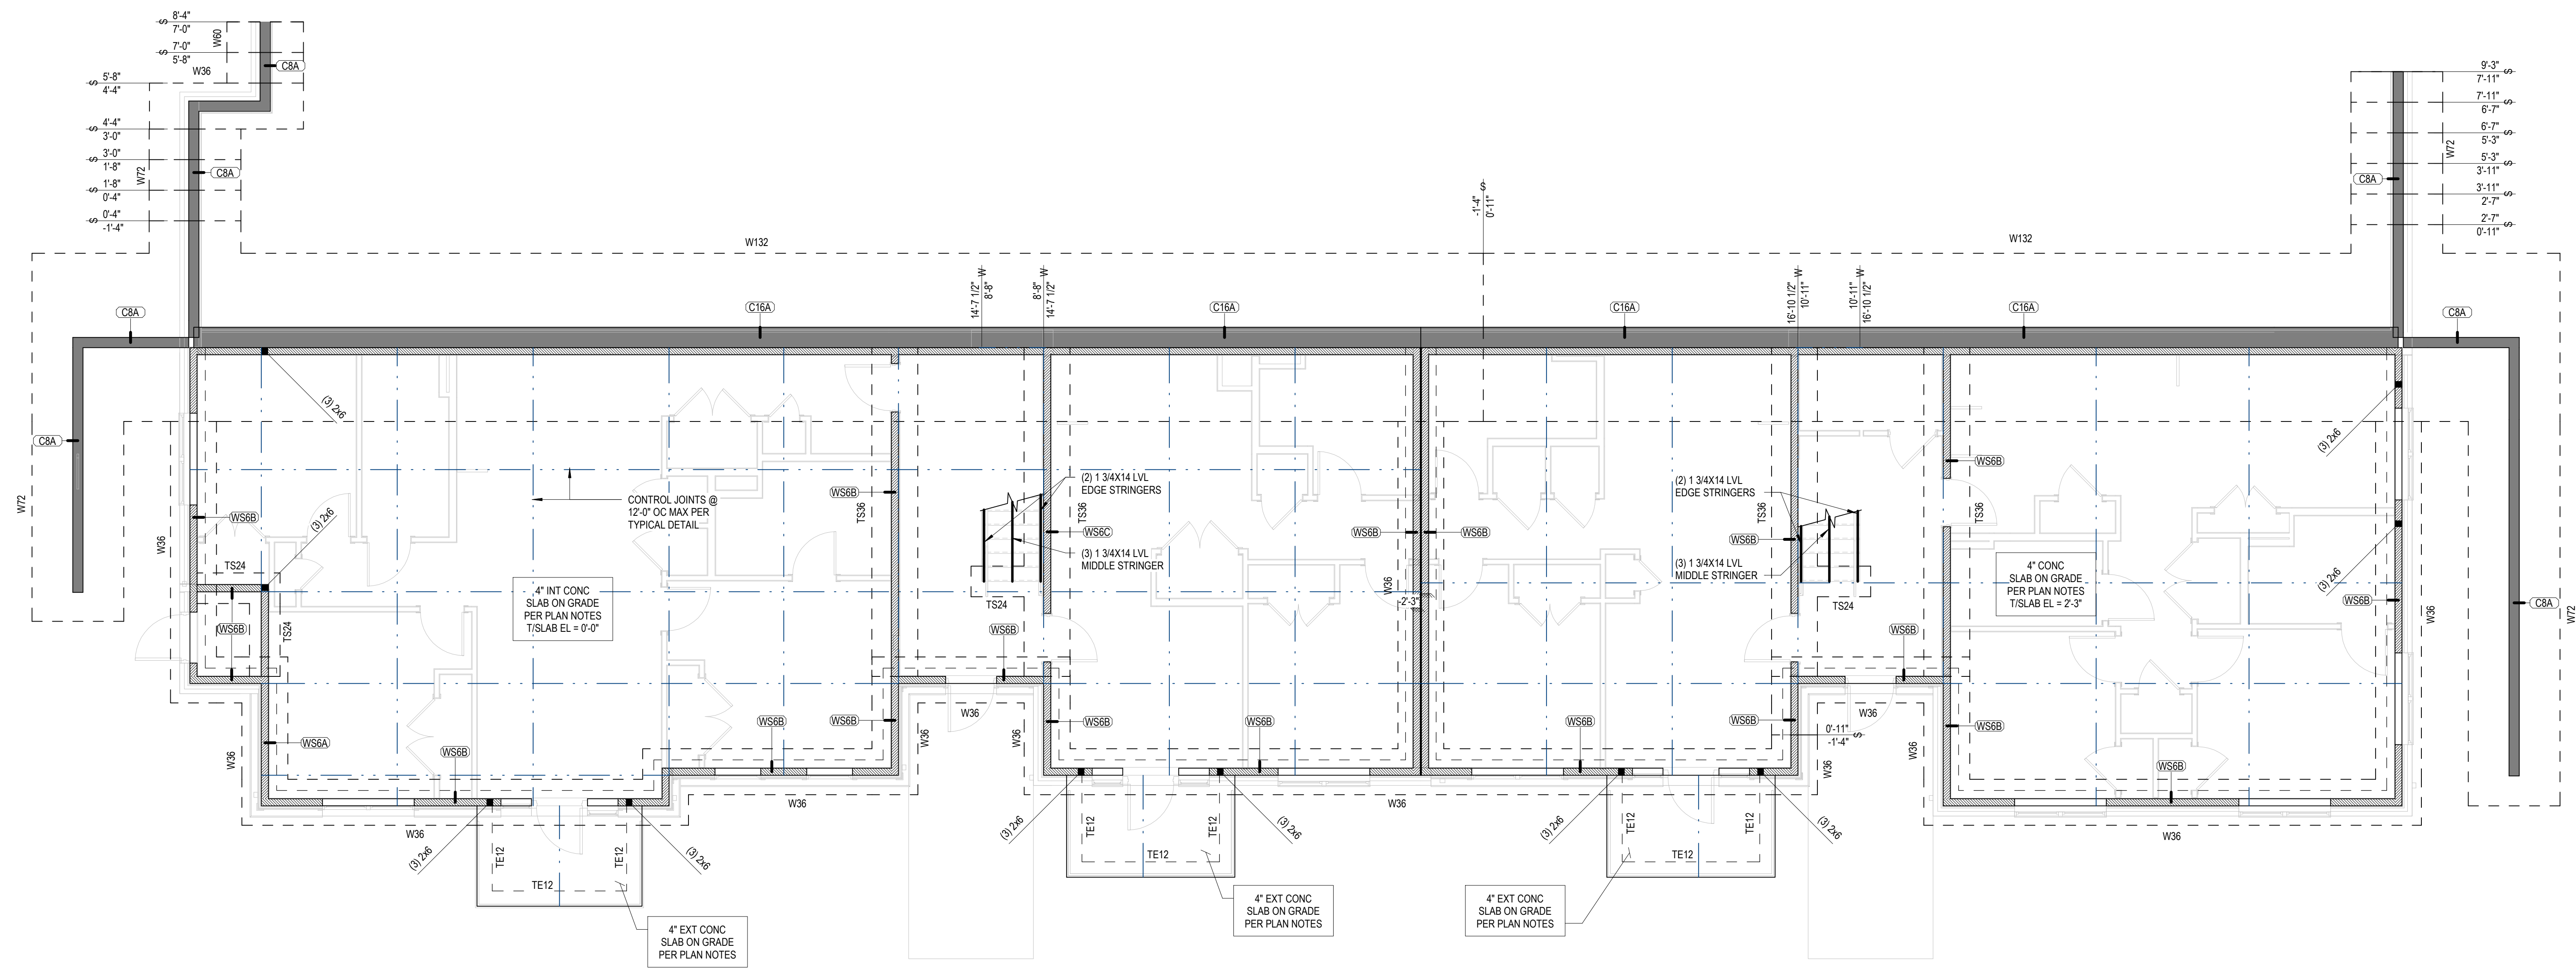 8'-4"
7'-0"
7'-0"
5'-8"
W60
W36
C8A
5'-8"
4'-4"
4'-4"
3'-0"
3'-0"
1'-8"
W72
C8A
1'-8"
0'-4"
0'-4"
-1'-4"
S
S
S
S
S
S
S
9'-3"
7'-11"
7'-11"
6'-7"
6'-7"
5'-3"
W72
5'-3"
3'-11"
C8A
3'-11"
2'-7"
2'-7"
0'-11"
S
S
S
S
S
S
W132
S
-1'-4"
0'-11"
W132
C8A
C16A
14'-7 1/2"
8'-8"
W
8'-8"
14'-7 1/2"
W
C16A
C16A
16'-10 1/2"
10'-11"
W
10'-11"
16'-10 1/2"
W
C16A
C8A
(3) 2x6
(3) 2x6
C8A
W72
WS6B
(3) 2x6
CONTROL JOINTS @
12'-0" OC MAX PER
TYPICAL DETAIL
WS6B
TS36
(2) 1 3/4X14 LVL
EDGE STRINGERS
TS36
WS6C
(3) 1 3/4X14 LVL
MIDDLE STRINGER
WS6B
WS6B
(2) 1 3/4X14 LVL
EDGE STRINGERS
TS36
WS6B
(3) 1 3/4X14 LVL
MIDDLE STRINGER
WS6B
TS36
W36
TS24
4" INT CONC
SLAB ON GRADE
PER PLAN NOTES
T/SLAB EL = 0'-0"
TS24
W36
-2'-3"
TS24
4" CONC
SLAB ON GRADE
PER PLAN NOTES
T/SLAB EL = 2'-3"
(3) 2x6
WS6B
W36
C8A
W72
WS6B
TS24
WS6B
WS6B
WS6A
W36
WS6B
WS6B
WS6B
W36
W36
W36
WS6B
WS6B
WS6B
WS6B
0'-11"
-1'-4"
S
W36
W36
W36
WS6B
WS6B
W36
W36
W36
W36
(3) 2x6
TE12
TE12
TE12
(3) 2x6
(3) 2x6
TE12
TE12
TE12
(3) 2x6
(3) 2x6
TE12
TE12
TE12
(3) 2x6
4" EXT CONC
SLAB ON GRADE
PER PLAN NOTES
4" EXT CONC
SLAB ON GRADE
PER PLAN NOTES
4" EXT CONC
SLAB ON GRADE
PER PLAN NOTES